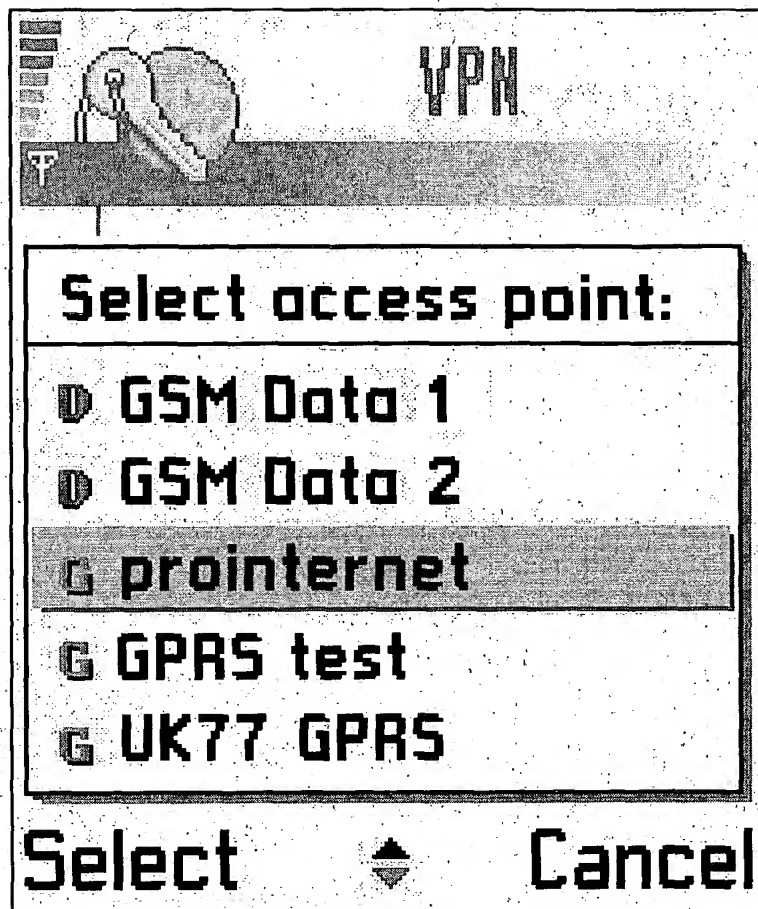 VPN
Select access point:
D GSM Data 1
D GSM Data 2
G prointernet
G GPRS test
G UK77 GPRS
Select Cancel